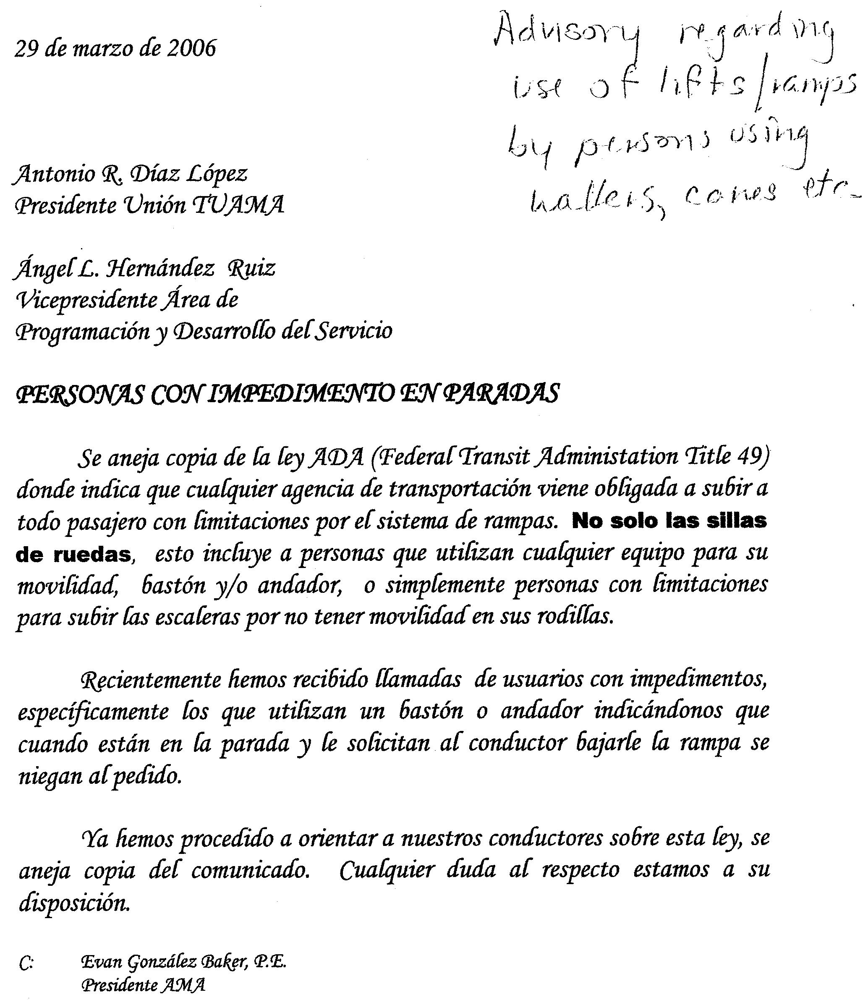 29 de marzo de 2006
Advisory regarding
use of lifts/ramps
by persons using
walkers, canes etc.
Antonio R. Díaz López
Presidente Unión TUAMA
Ángel L. Hernández Ruiz
Vicepresidente Área de
Programación y Desarrollo del Servicio
PERSONAS CON IMPEDIMENTO EN PARADAS
Se aneja copia de la ley ADA (Federal Transit Administation Title 49)
donde indica que cualquier agencia de transportación viene obligada a subir a
todo pasajero con limitaciones por el sistema de rampas. No solo las sillas
de ruedas, esto incluye a personas que utilizan cualquier equipo para su
movilidad, bastón y/o andador, o simplemente personas con limitaciones
para subir las escaleras por no tener movilidad en sus rodillas.
Recientemente hemos recibido llamadas de usuarios con impedimentos,
específicamente los que utilizan un bastón o andador indicándonos que
cuando están en la parada y le solicitan al conductor bajarle la rampa se
niegan al pedido.
Ya hemos procedido a orientar a nuestros conductores sobre esta ley, se
aneja copia del comunicado. Cualquier duda al respecto estamos a su
disposición.
C: Evan González Baker, P.E.
Presidente AMA